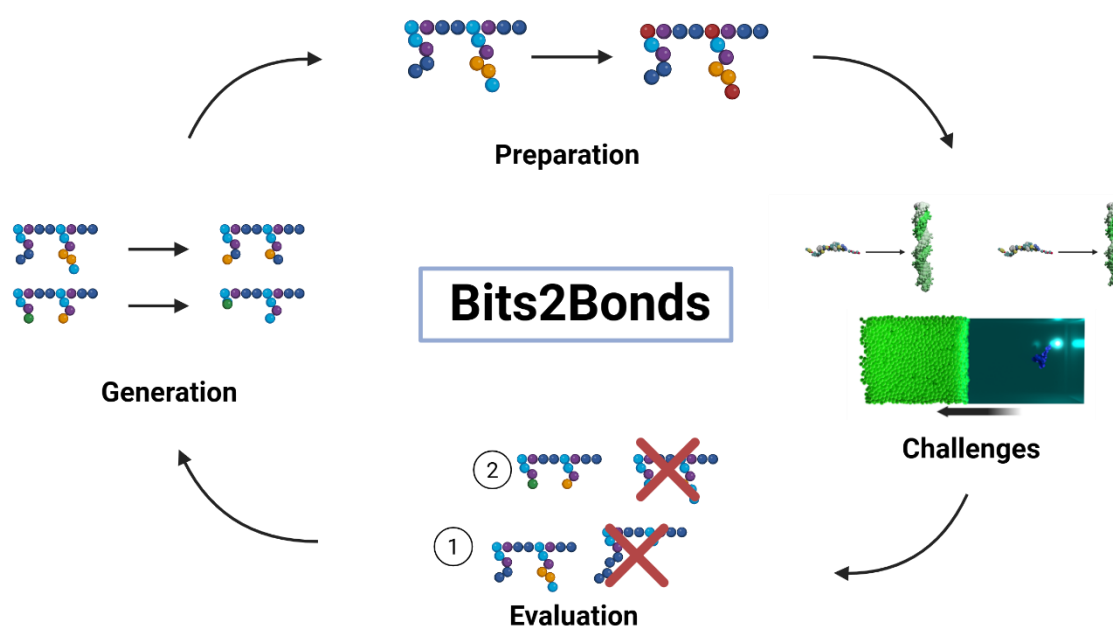 Preparation
Bits2Bonds
Generation
Challenges
2
1
Evaluation